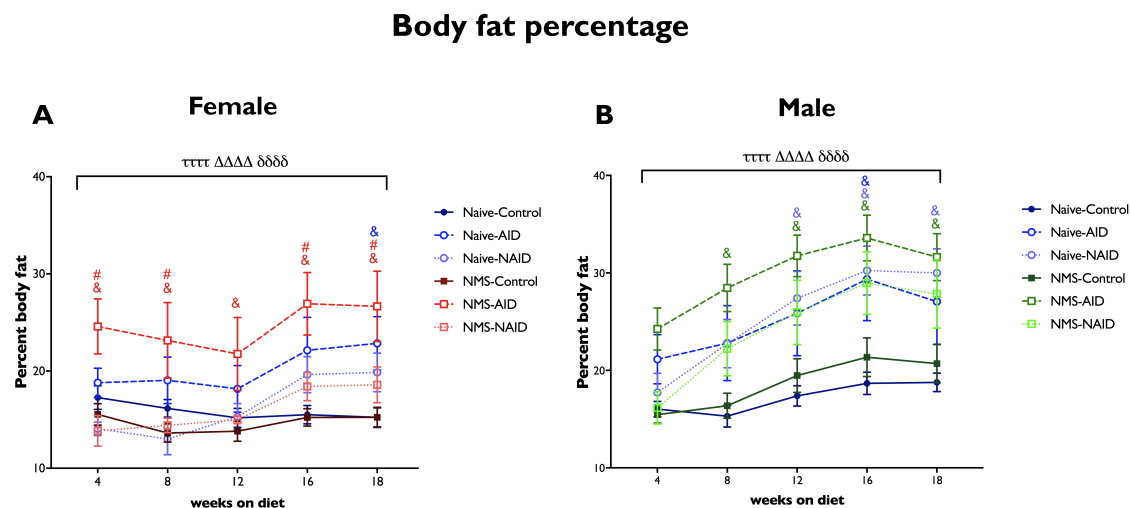 Body fat percentage
A
Female
ττττ ΔΔΔΔ δδδδ
Percent body fat
40
30
20
10
#
&
#
&
&
#
&
&
#
&
4
8
12
16
18
weeks on diet
Naive-Control
Naive-AID
Naive-NAID
NMS-Control
NMS-AID
NMS-NAID
B
Male
ττττ ΔΔΔΔ δδδδ
Percent body fat
40
30
20
10
&
&
&
&
&
&
&
&
4
8
12
16
18
weeks on diet
Naive-Control
Naive-AID
Naive-NAID
NMS-Control
NMS-AID
NMS-NAID